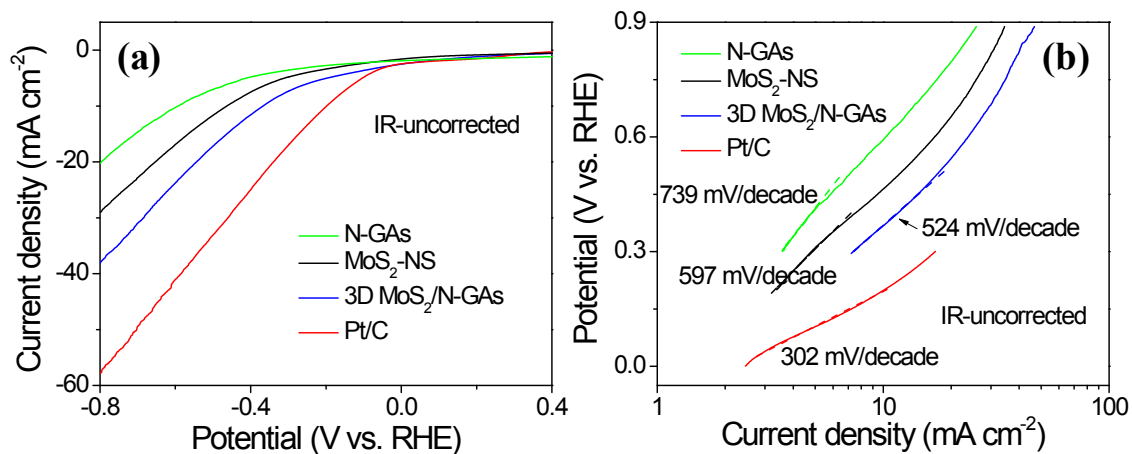 (a)
0
-20
-40
-60
Current density (mA cm⁻²)
IR-uncorrected
N-GAs
MoS₂-NS
3D MoS₂/N-GAs
Pt/C
-0.8
-0.4
0.0
0.4
Potential (V vs. RHE)
(b)
0.9
0.6
0.3
0.0
Potential (V vs. RHE)
N-GAs
MoS₂-NS
3D MoS₂/N-GAs
Pt/C
739 mV/decade
524 mV/decade
597 mV/decade
IR-uncorrected
302 mV/decade
1
10
100
Current density (mA cm⁻²)